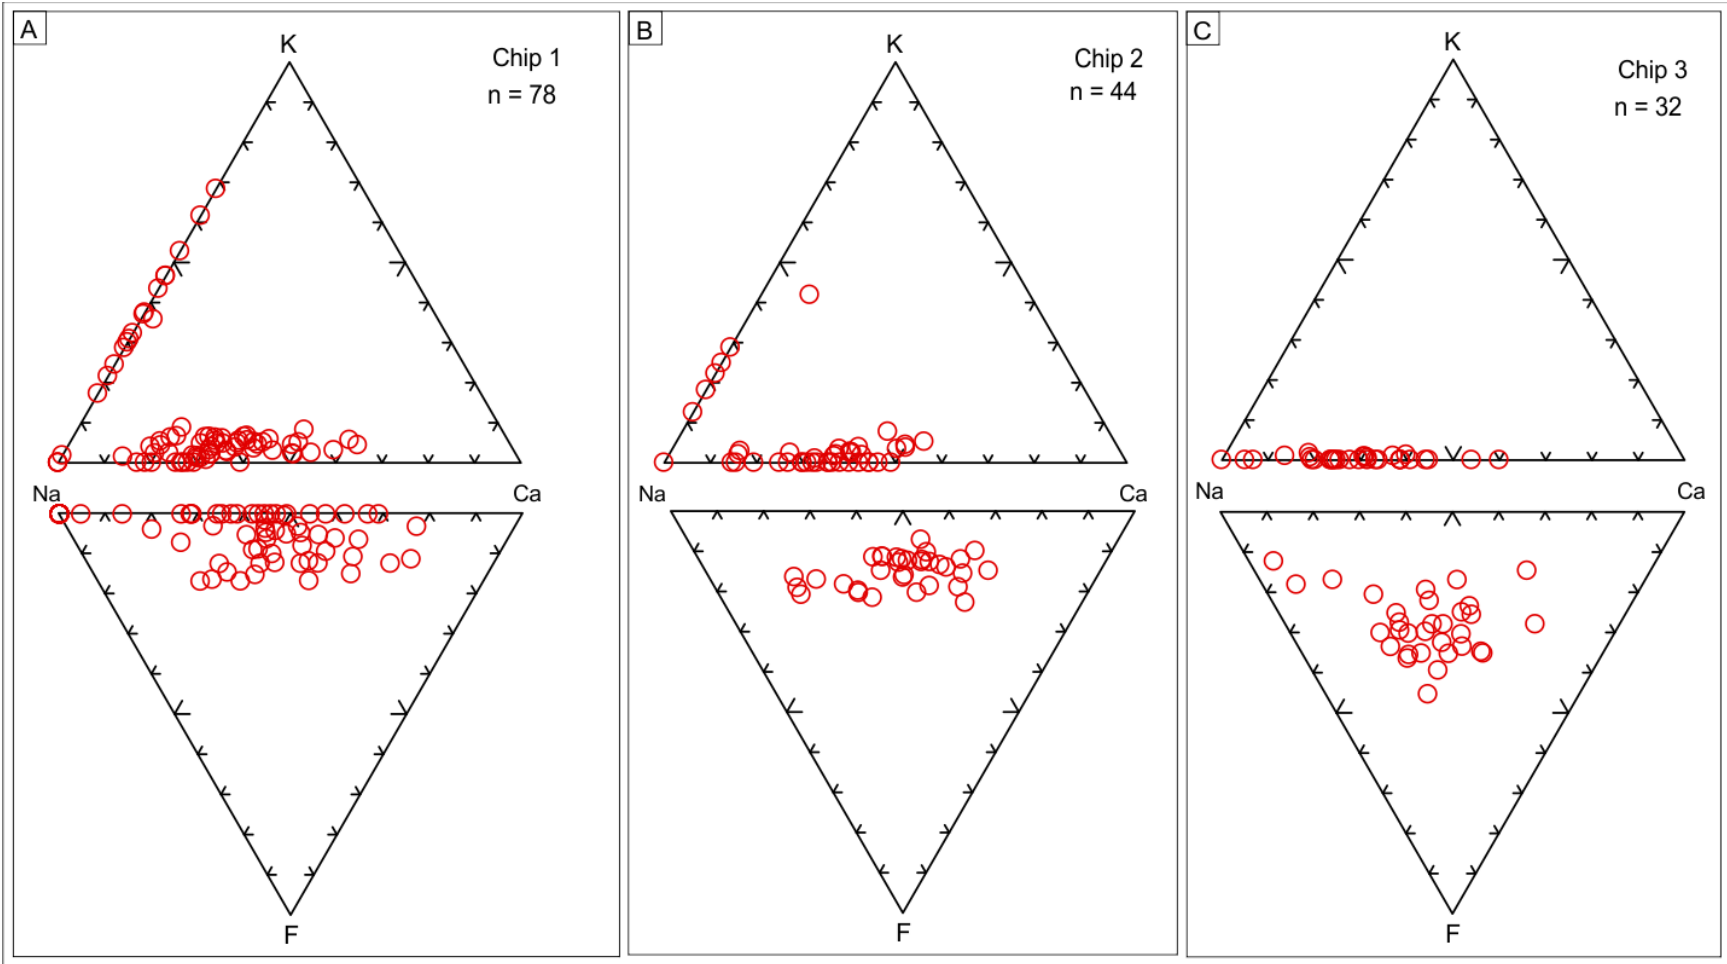 A
K
Chip 1
n = 78
Na
Ca
F
B
K
Chip 2
n = 44
Na
Ca
F
C
K
Chip 3
n = 32
Na
Ca
F